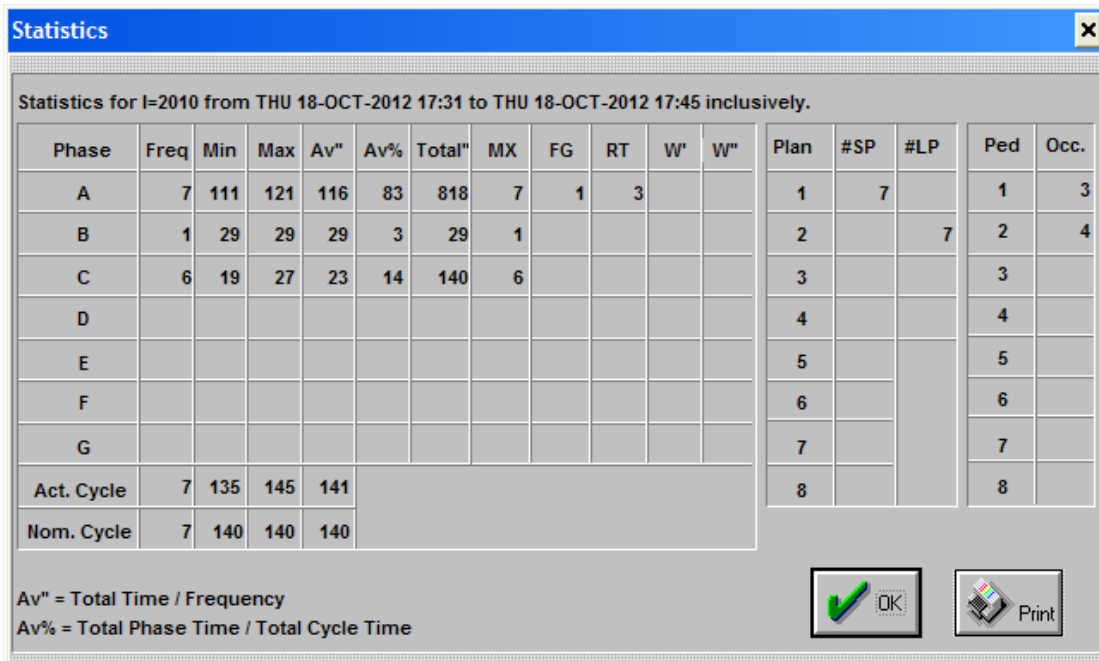 Statistics
Statistics for I=2010 from THU 18-OCT-2012 17:31 to THU 18-OCT-2012 17:45 inclusively.
Phase Freq Min Max Av" Av% Total" MX FG RT W' W" Plan #SP #LP Ped Occ.
A 7 111 121 116 83 818 7 1 3 1 7 1 3
B 1 29 29 29 3 29 1 2 7 2 4
C 6 19 27 23 14 140 6 3 3
D 4 4
E 5 5
F 6 6
G 7 7
Act. Cycle 7 135 145 141 8 8
Nom. Cycle 7 140 140 140
Av" = Total Time / Frequency
Av% = Total Phase Time / Total Cycle Time
OK
Print